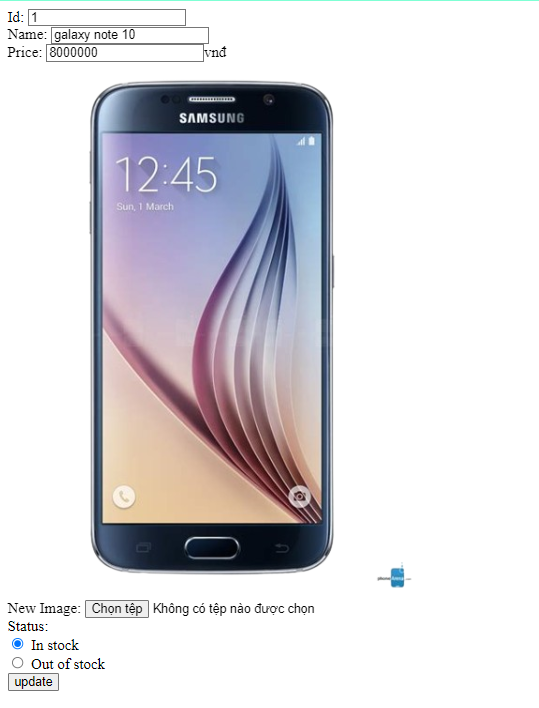 Id: 1
Name: galaxy note 10
Price: 8000000 vnđ
SAMSUNG
12:45
Sun, 1 March
New Image: Chọn tệp Không có tệp nào được chọn
Status:
In stock
Out of stock
update